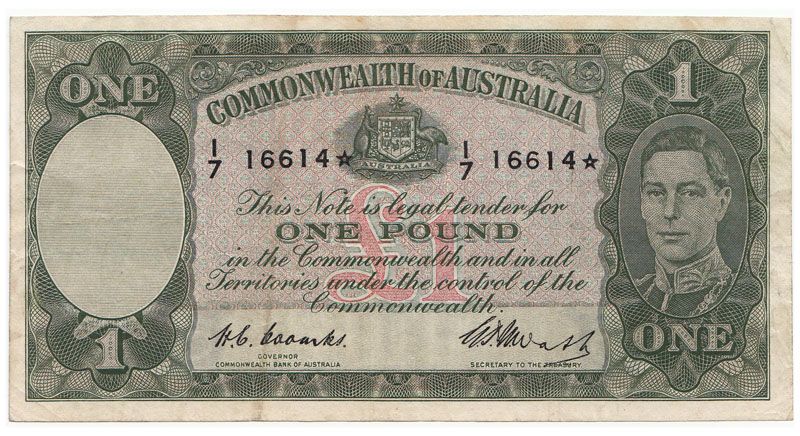 COMMONWEALTH OF AUSTRALIA
ONE
1
I/7 16614☆
I/7 16614☆
AUSTRALIA
This Note is legal tender for
ONE POUND
£1
in the Commonwealth and in all
Territories under the control of the
Commonwealth.
H. C. Coombs.
GOVERNOR
COMMONWEALTH BANK OF AUSTRALIA
SECRETARY TO THE TREASURY
1
ONE